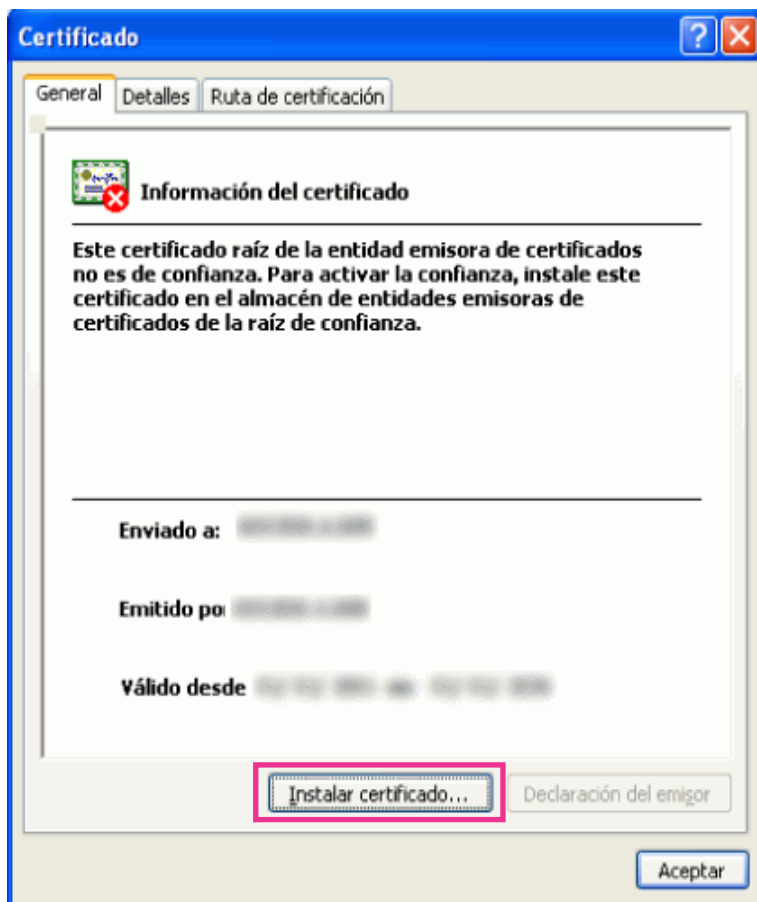 Certificado
General Detalles Ruta de certificación
Información del certificado
Este certificado raíz de la entidad emisora de certificados
no es de confianza. Para activar la confianza, instale este
certificado en el almacén de entidades emisoras de
certificados de la raíz de confianza.
Enviado a:
Emitido po
Válido desde
Instalar certificado... Declaración del emisor
Aceptar